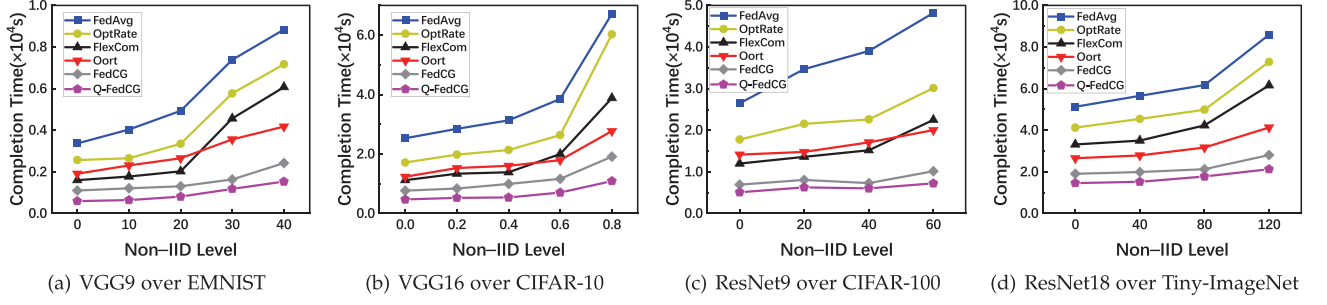 Completion Time(×10⁴s)
1.0
0.8
0.6
0.4
0.2
0.0
FedAvg
OptRate
FlexCom
Oort
FedCG
Q-FedCG
0 10 20 30 40
Non-IID Level
(a) VGG9 over EMNIST
Completion Time(×10⁴s)
6.0
4.0
2.0
0.0
FedAvg
OptRate
FlexCom
Oort
FedCG
Q-FedCG
0.0 0.2 0.4 0.6 0.8
Non-IID Level
(b) VGG16 over CIFAR-10
Completion Time(×10⁴s)
5.0
4.0
3.0
2.0
1.0
0.0
FedAvg
OptRate
FlexCom
Oort
FedCG
Q-FedCG
0 20 40 60
Non-IID Level
(c) ResNet9 over CIFAR-100
Completion Time(×10⁴s)
10.0
8.0
6.0
4.0
2.0
0.0
FedAvg
OptRate
FlexCom
Oort
FedCG
Q-FedCG
0 40 80 120
Non-IID Level
(d) ResNet18 over Tiny-ImageNet